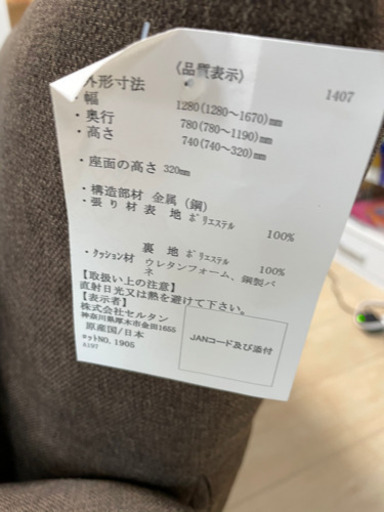 〈品質表示〉
1407
外形寸法
・幅 1280(1280～1670)㎜
・奥行 780(780～1190)㎜
・高さ 740(740～320)㎜
・座面の高さ 320㎜
・構造部材 金属 (鋼)
・張り材表 地ポリエステル 100%
裏 地ポリエステル 100%
・クッション材 ウレタンフォーム、鋼製バネ
【取扱い上の注意】
直射日光又は熱を避けて下さい。
【表示者】
株式会社セルタン
神奈川県厚木市金田1655
原産国/日本
ロットNO. 1905
A197
JANコード及び添付